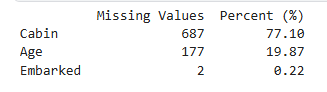 Missing Values Percent (%)
Cabin 687 77.10
Age 177 19.87
Embarked 2 0.22